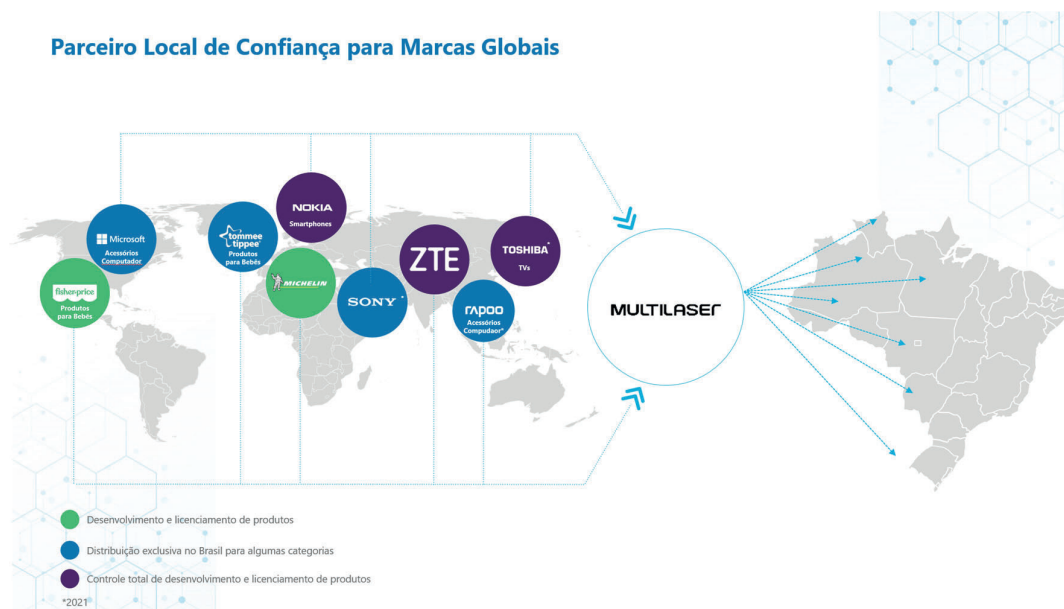 Parceiro Local de Confiança para Marcas Globais
NOKIA
Smartphones
Microsoft
Acessórios
Computador
tommee
tippee
Produtos
para Bebês
ZTE
TOSHIBA*
TVs
fisher-price
Produtos
para Bebês
MICHELIN
SONY*
rapoo
Acessórios
Compudaor*
MULTILASER
Desenvolvimento e licenciamento de produtos
Distribuição exclusiva no Brasil para algumas categorias
Controle total de desenvolvimento e licenciamento de produtos
*2021